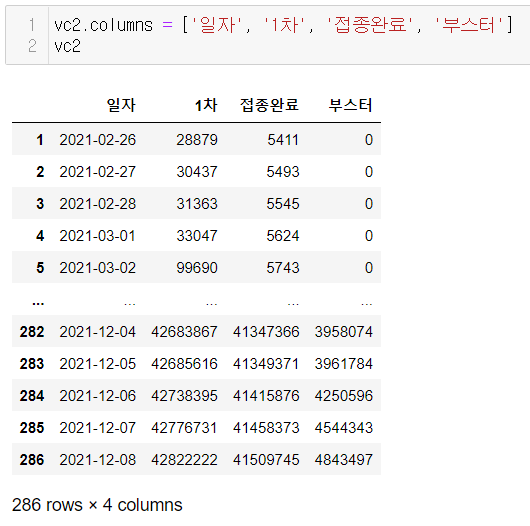 1 vc2.columns = ['일자', '1차', '접종완료', '부스터']
2 vc2
일자 1차 접종완료 부스터
1 2021-02-26 28879 5411 0
2 2021-02-27 30437 5493 0
3 2021-02-28 31363 5545 0
4 2021-03-01 33047 5624 0
5 2021-03-02 99690 5743 0
... ... ... ... ...
282 2021-12-04 42683867 41347366 3958074
283 2021-12-05 42685616 41349371 3961784
284 2021-12-06 42738395 41415876 4250596
285 2021-12-07 42776731 41458373 4544343
286 2021-12-08 42822222 41509745 4843497
286 rows × 4 columns